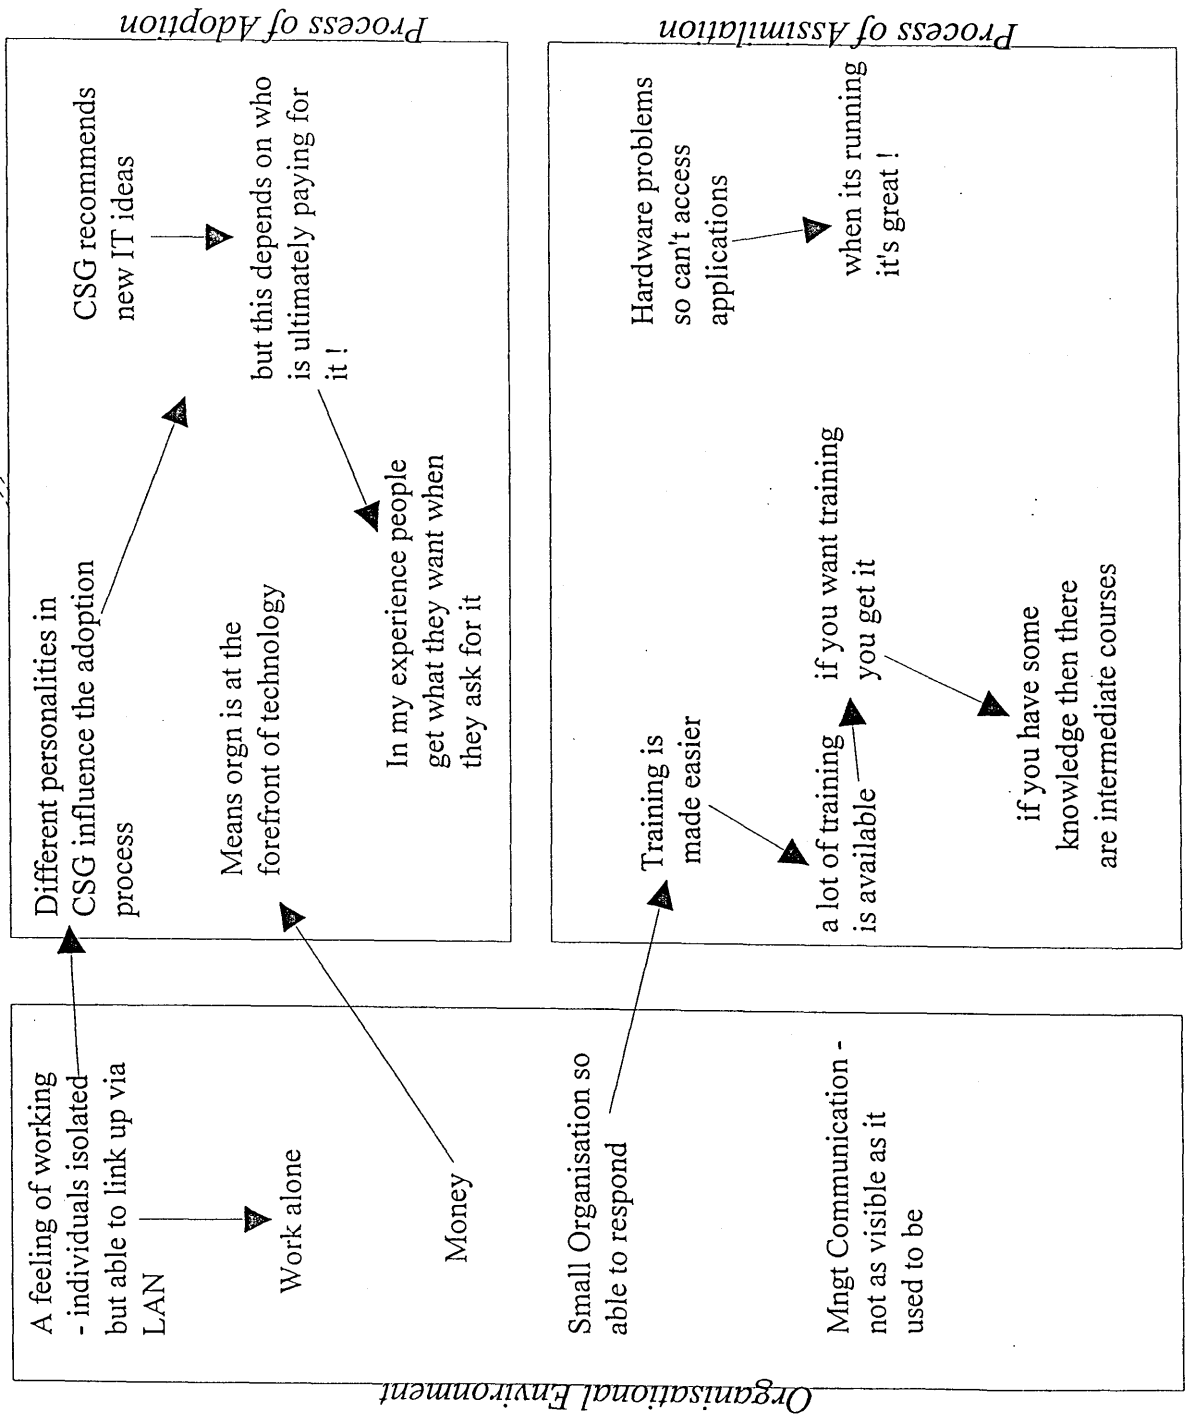 Organisational Environment
A feeling of working
- individuals isolated
but able to link up via
LAN
Work alone
Money
Small Organisation so
able to respond
Mngt Communication -
not as visible as it
used to be
Process of Adoption
Different personalities in
CSG influence the adoption
process
CSG recommends
new IT ideas
Means orgn is at the
forefront of technology
but this depends on who
is ultimately paying for
it !
In my experience people
get what they want when
they ask for it
Process of Assimilation
Training is
made easier
a lot of training
is available
if you want training
you get it
if you have some
knowledge then there
are intermediate courses
Hardware problems
so can't access
applications
when its running
it's great !